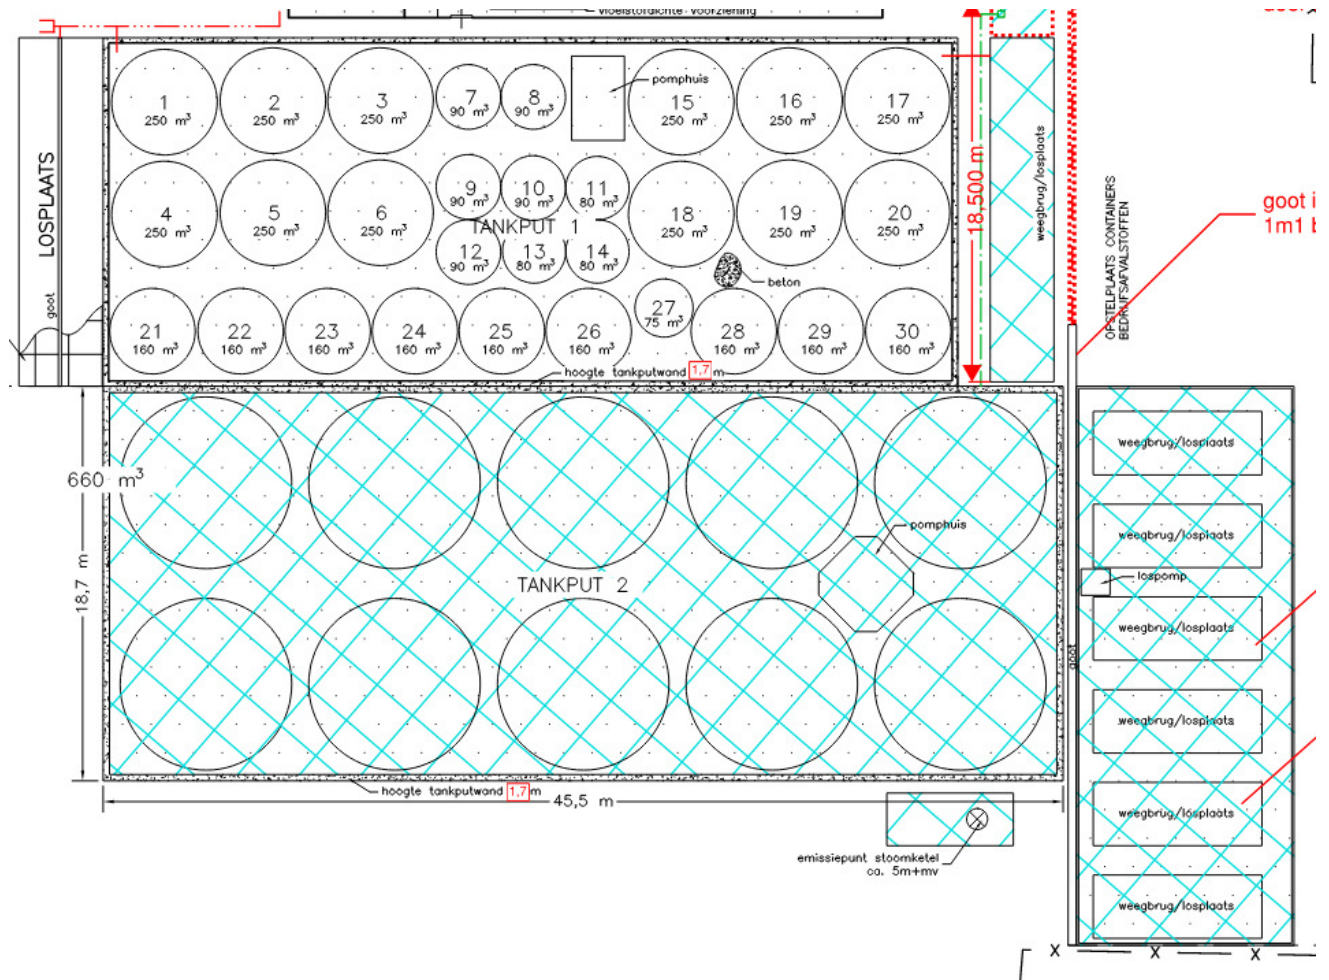 vloeistofdichte voorziening
1
250 m³
2
250 m³
3
250 m³
7
90 m³
8
90 m³
pomphuis
15
250 m³
16
250 m³
17
250 m³
LOSPLAATS
goot
4
250 m³
5
250 m³
6
250 m³
9
90 m³
10
90 m³
11
80 m³
18
250 m³
19
250 m³
20
250 m³
TANKPUT 1
12
90 m³
13
80 m³
14
80 m³
beton
21
160 m³
22
160 m³
23
160 m³
24
160 m³
25
160 m³
26
160 m³
27
75 m³
28
160 m³
29
160 m³
30
160 m³
hoogte tankputwand 1,7 m
18,500 m
weegbrug/losplaats
OPSTELPLAATS CONTAINERS
BEDRIJFSAFVALSTOFFEN
goot i
1m1 b
660 m³
18,7 m
pomphuis
TANKPUT 2
hoogte tankputwand 1,7 m
45,5 m
emissiepunt stoomketel
ca. 5m+mv
goot
weegbrug/losplaats
weegbrug/losplaats
lospomp
weegbrug/losplaats
weegbrug/losplaats
weegbrug/losplaats
weegbrug/losplaats
X X X